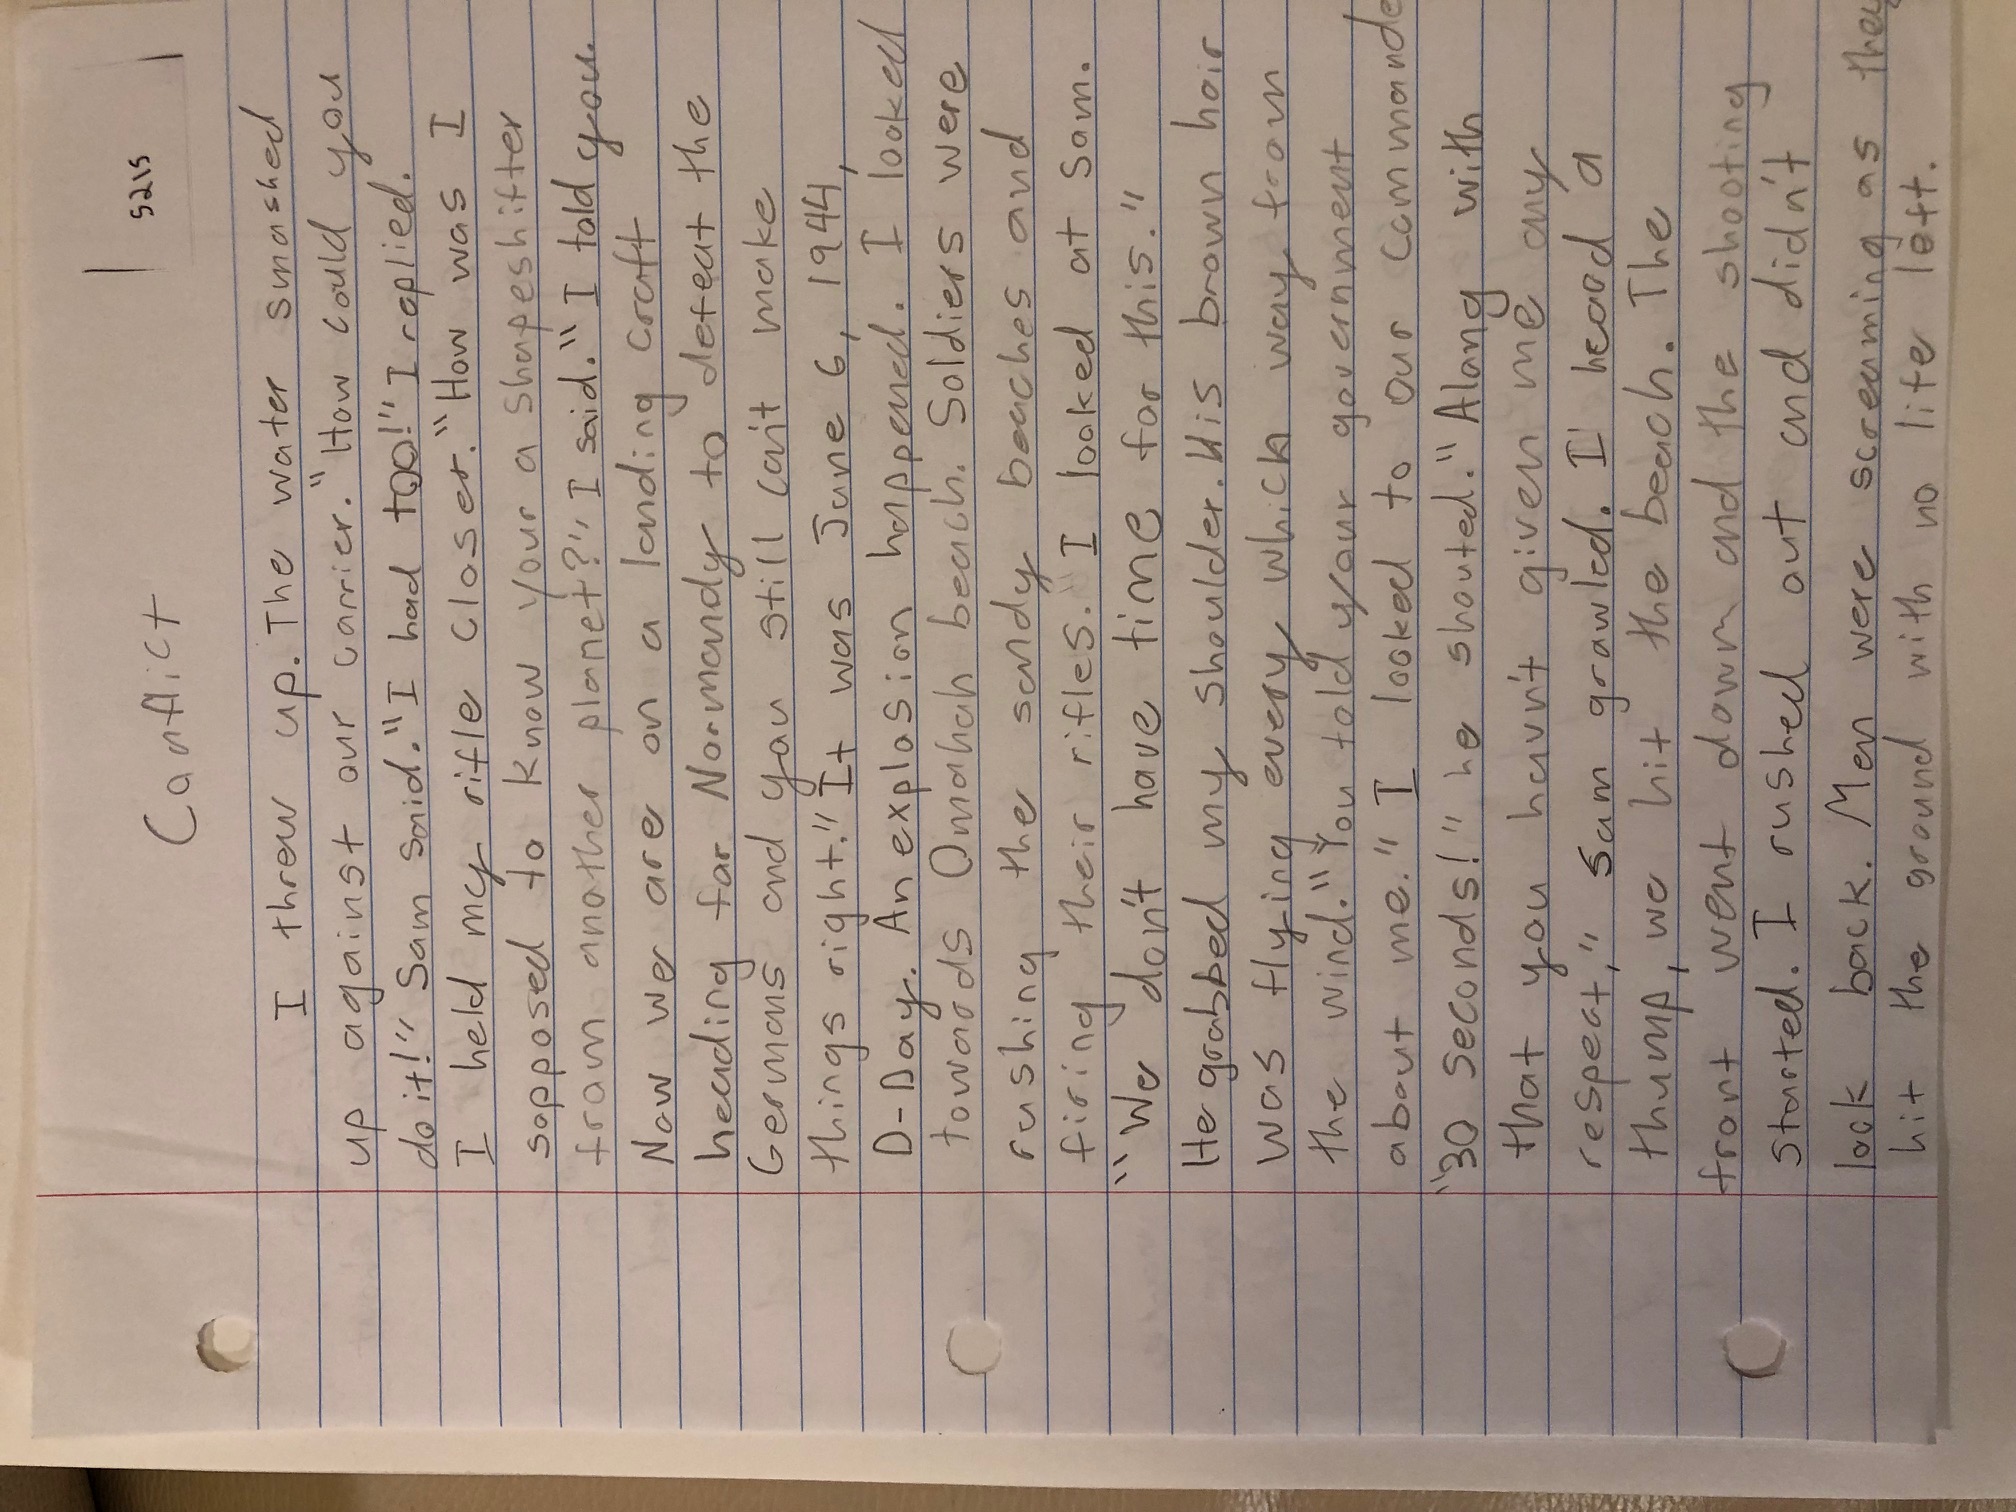 5215
Conflict
I threw up. The water smashed
up against our carrier. "How could you
do it!" Sam said. "I had too!" I replied.
I held my rifle closer. "How was I
sopposed to know your a shapeshifter
from another planet?" I said. "I told you.
Now we are on a landing craft
heading for Normandy to defeat the
Germans and you still can't make
things right." It was June 6, 1944,
D-Day. An explosion happened. I looked
towards Omahah beach. Soldiers were
rushing the sandy beaches and
firing their rifles. I looked at Sam.
"We don't have time for this."
He grabbed my shoulder. His brown hair
was flying every which way from
the wind. "You told your government
about me." I looked to our commande
"30 seconds!" he shouted. "Along with
that you havn't given me any
respect," Sam growled. I heard a
thump, we hit the beach. The
front went down and the shooting
started. I rushed out and didn't
look back. Men were screaming as they
hit the ground with no life left.